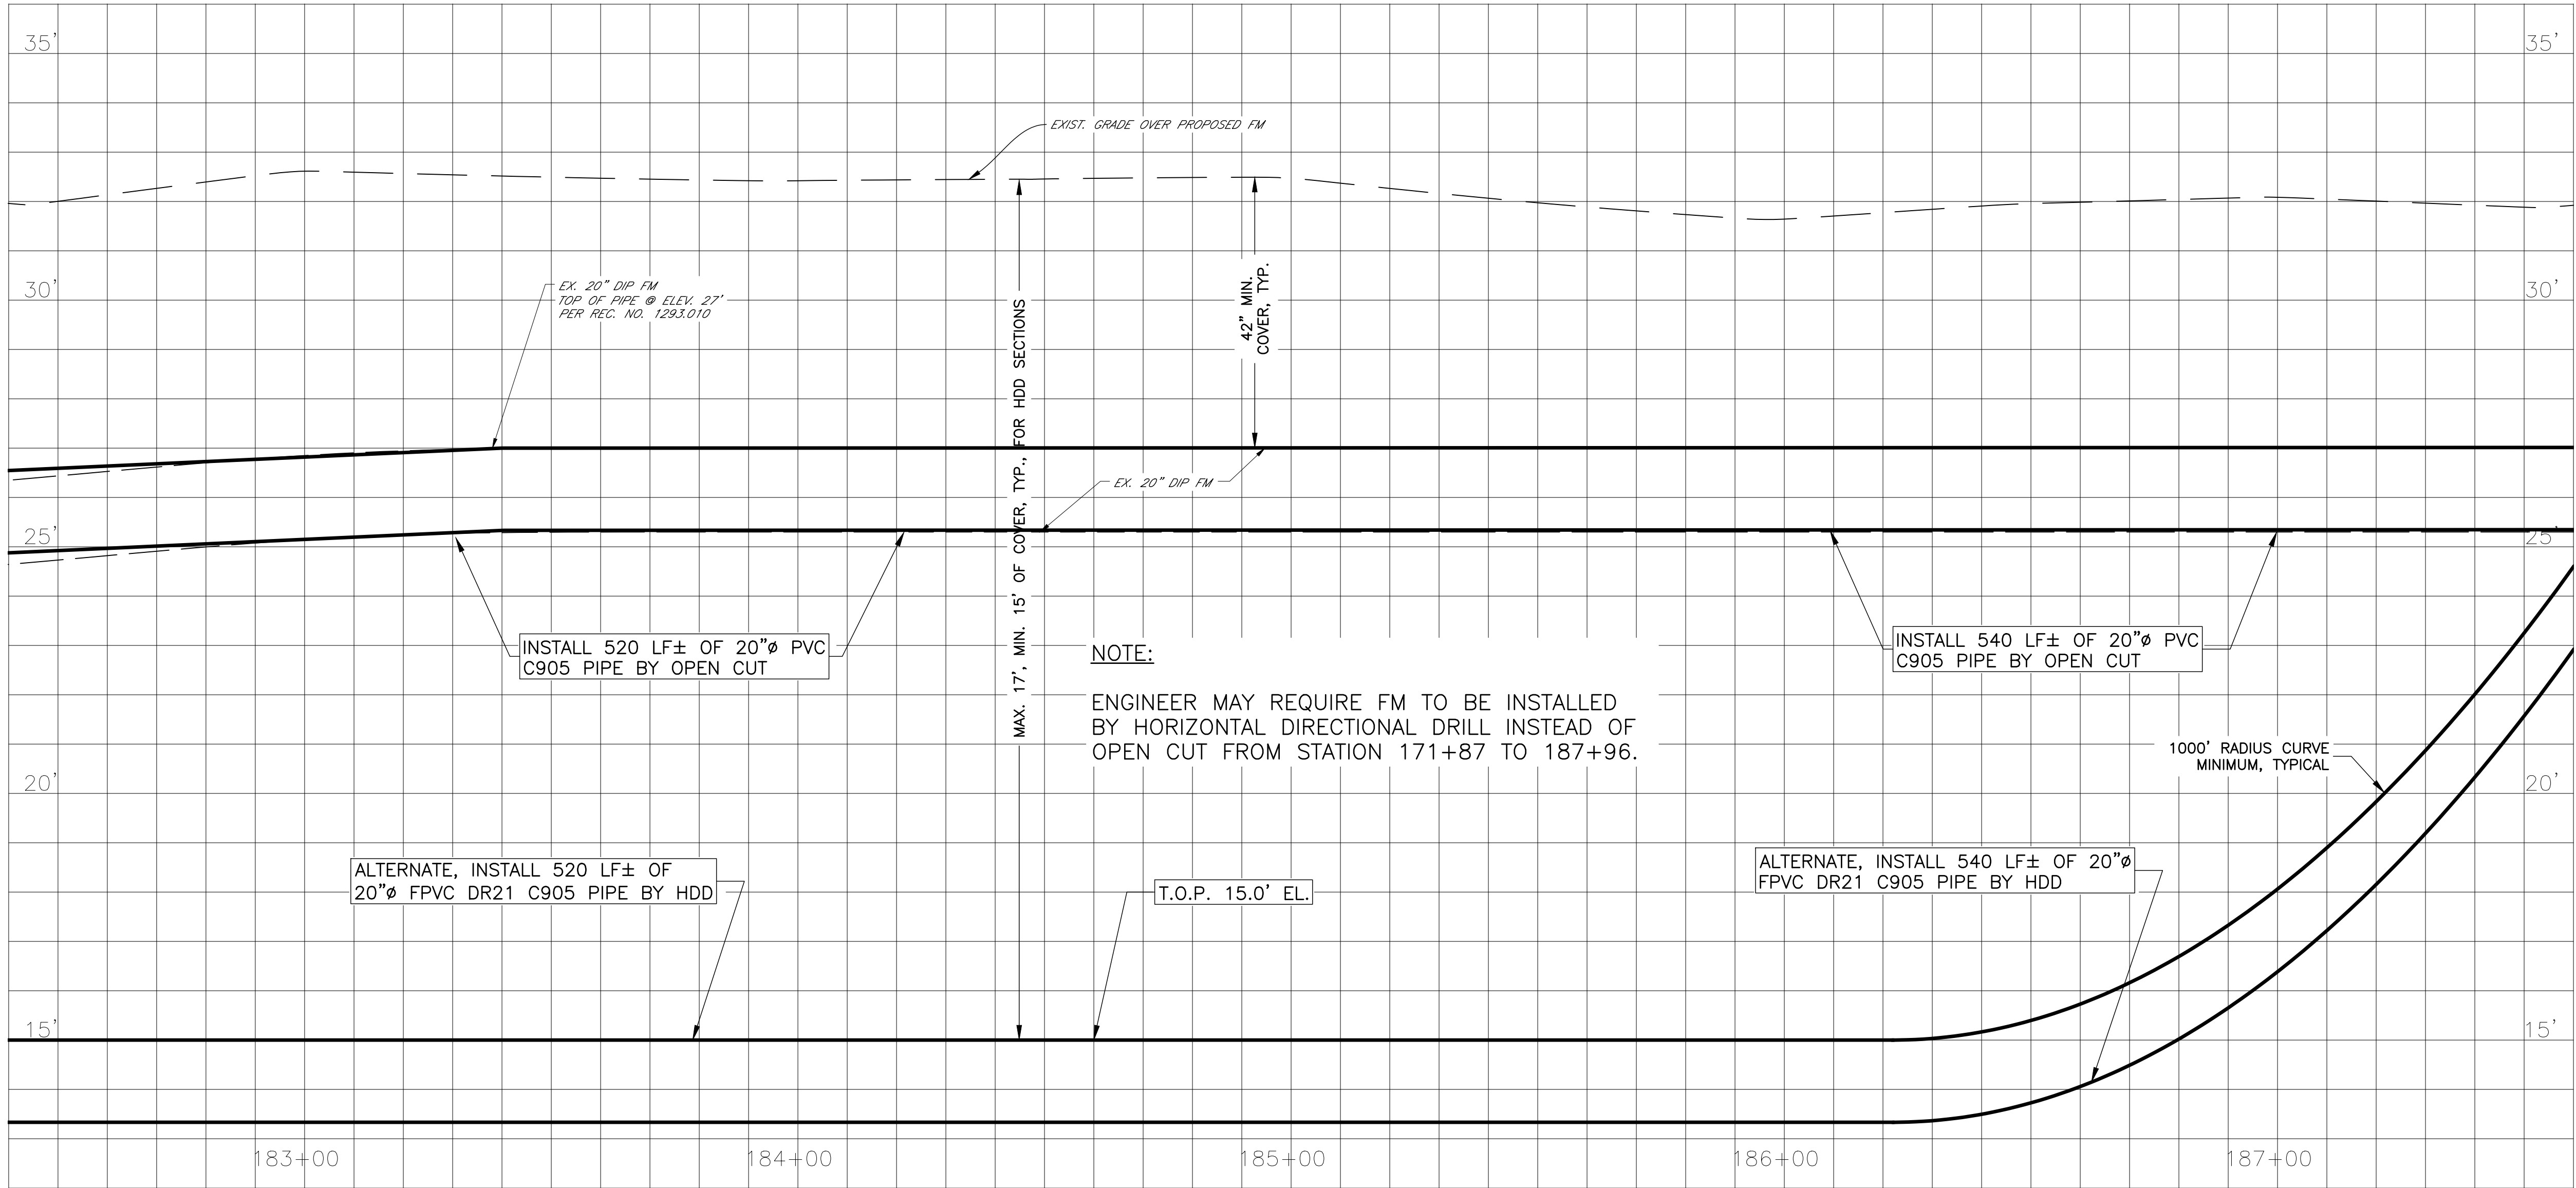 35'
35'
EXIST. GRADE OVER PROPOSED FM
30'
30'
EX. 20" DIP FM
TOP OF PIPE @ ELEV. 27'
PER REC. NO. 1293.010
42" MIN.
COVER, TYP.
MAX. 17', MIN. 15' OF COVER, TYP., FOR HDD SECTIONS
EX. 20" DIP FM
25'
25'
INSTALL 520 LF± OF 20"ø PVC
C905 PIPE BY OPEN CUT
INSTALL 540 LF± OF 20"ø PVC
C905 PIPE BY OPEN CUT
NOTE:
ENGINEER MAY REQUIRE FM TO BE INSTALLED
BY HORIZONTAL DIRECTIONAL DRILL INSTEAD OF
OPEN CUT FROM STATION 171+87 TO 187+96.
1000' RADIUS CURVE
MINIMUM, TYPICAL
20'
20'
ALTERNATE, INSTALL 520 LF± OF
20"ø FPVC DR21 C905 PIPE BY HDD
T.O.P. 15.0' EL.
ALTERNATE, INSTALL 540 LF± OF 20"ø
FPVC DR21 C905 PIPE BY HDD
15'
15'
183+00
184+00
185+00
186+00
187+00